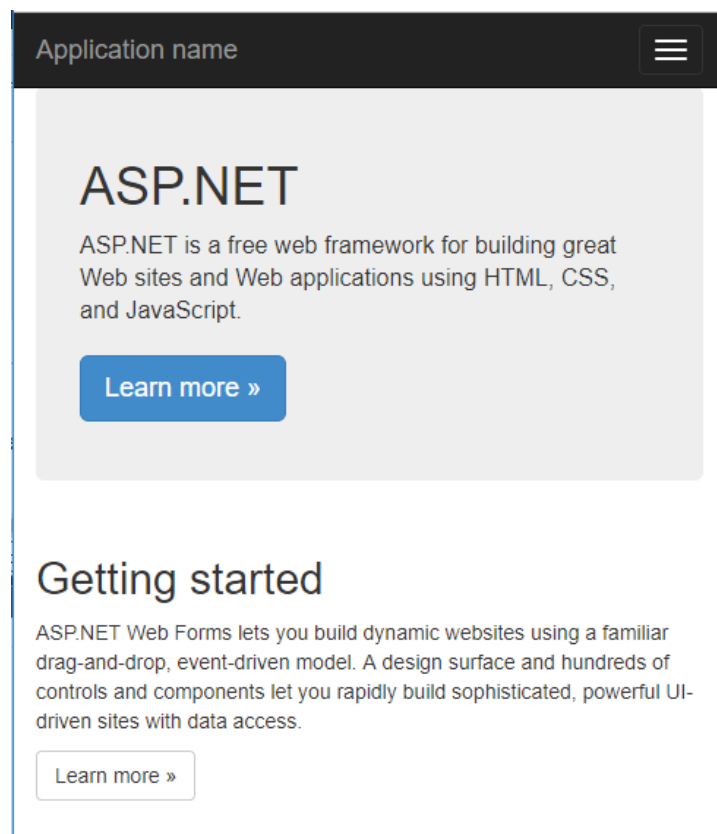 Application name
ASP.NET
ASP.NET is a free web framework for building great
Web sites and Web applications using HTML, CSS,
and JavaScript.
Learn more »
Getting started
ASP.NET Web Forms lets you build dynamic websites using a familiar
drag-and-drop, event-driven model. A design surface and hundreds of
controls and components let you rapidly build sophisticated, powerful UI-
driven sites with data access.
Learn more »